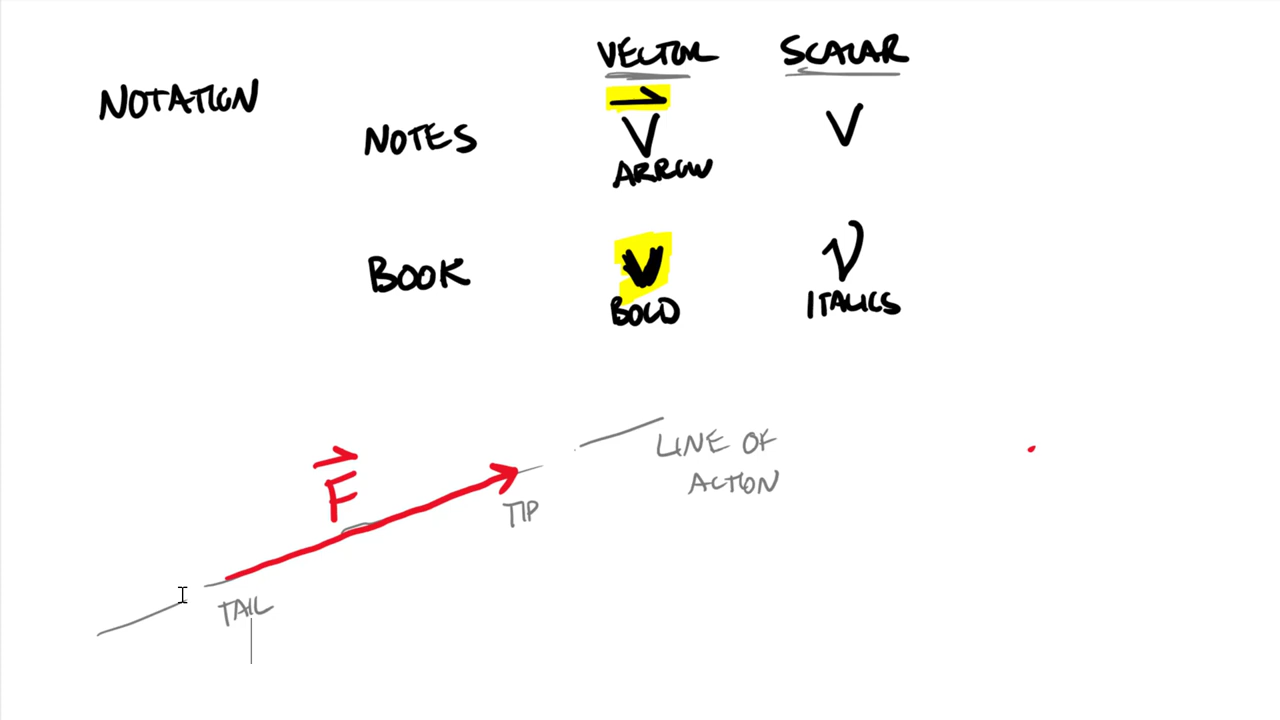 VECTOR SCALAR
NOTATION
NOTES V V
ARROW
BOOK V V
BOLD ITALICS
F
LINE OF
ACTION
TIP
TAIL